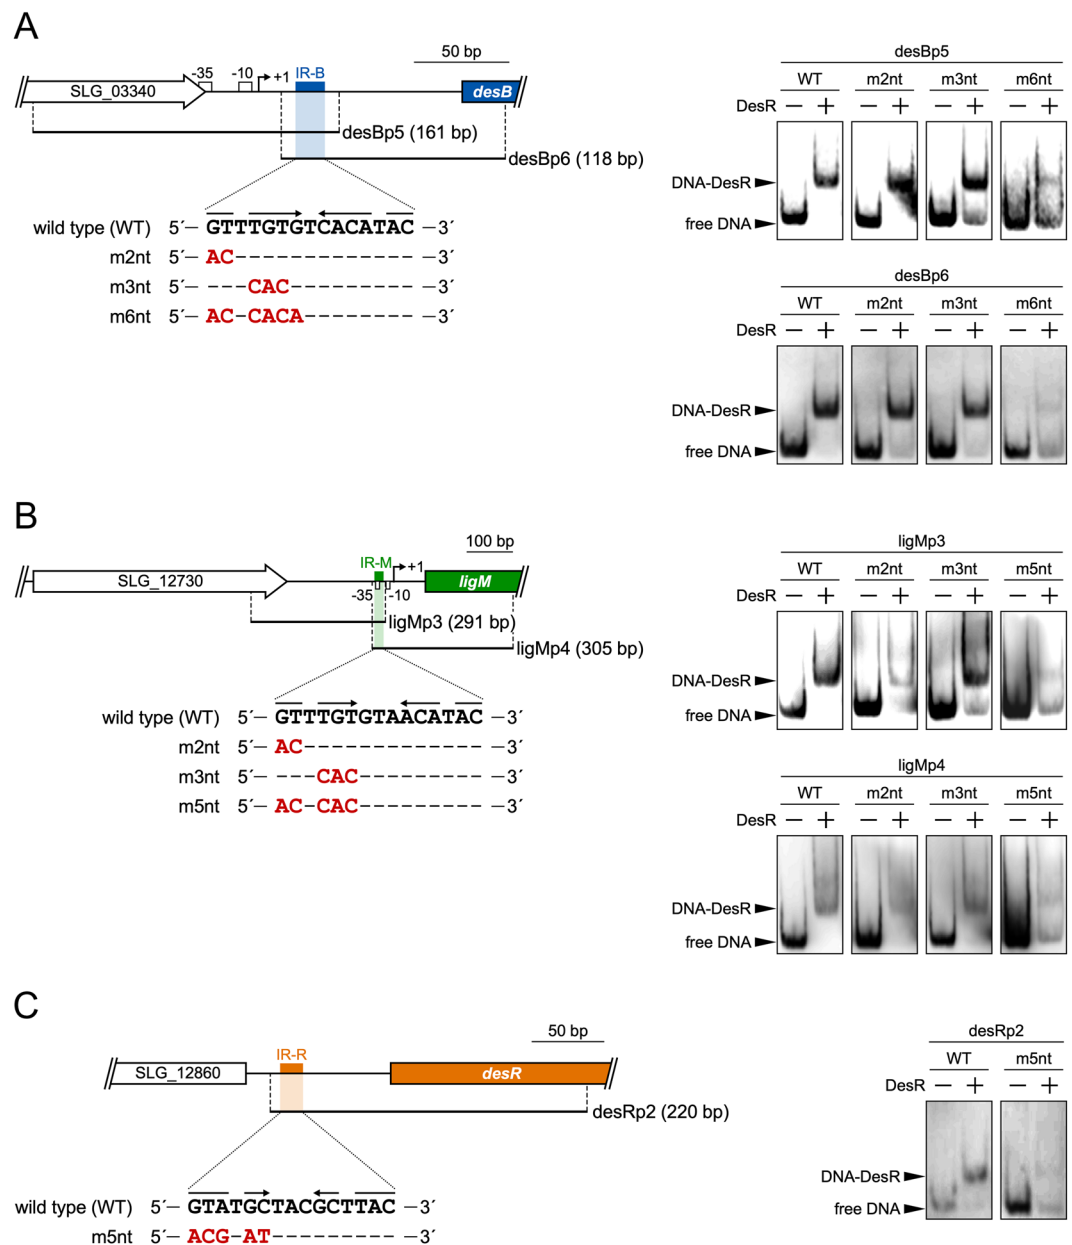 A
50 bp
-35 -10 +1 IR-B
SLG_03340 desB
desBp5 (161 bp)
desBp6 (118 bp)
wild type (WT) 5´— GTTTGTGTCACATAC —3´
m2nt 5´— AC------------- —3´
m3nt 5´— ---CAC--------- —3´
m6nt 5´— AC-CACA-------- —3´
desBp5
WT m2nt m3nt m6nt
DesR — + — + — + — +
DNA-DesR
free DNA
desBp6
WT m2nt m3nt m6nt
DesR — + — + — + — +
DNA-DesR
free DNA
B
100 bp
IR-M +1
SLG_12730 ligM
-35 -10
ligMp3 (291 bp)
ligMp4 (305 bp)
wild type (WT) 5´— GTTTGTGTAACATAC —3´
m2nt 5´— AC------------- —3´
m3nt 5´— ---CAC--------- —3´
m5nt 5´— AC-CAC--------- —3´
ligMp3
WT m2nt m3nt m5nt
DesR — + — + — + — +
DNA-DesR
free DNA
ligMp4
WT m2nt m3nt m5nt
DesR — + — + — + — +
DNA-DesR
free DNA
C
50 bp
IR-R
SLG_12860 desR
desRp2 (220 bp)
wild type (WT) 5´— GTATGCTACGCTTAC —3´
m5nt 5´— ACG-AT--------- —3´
desRp2
WT m5nt
DesR — + — +
DNA-DesR
free DNA